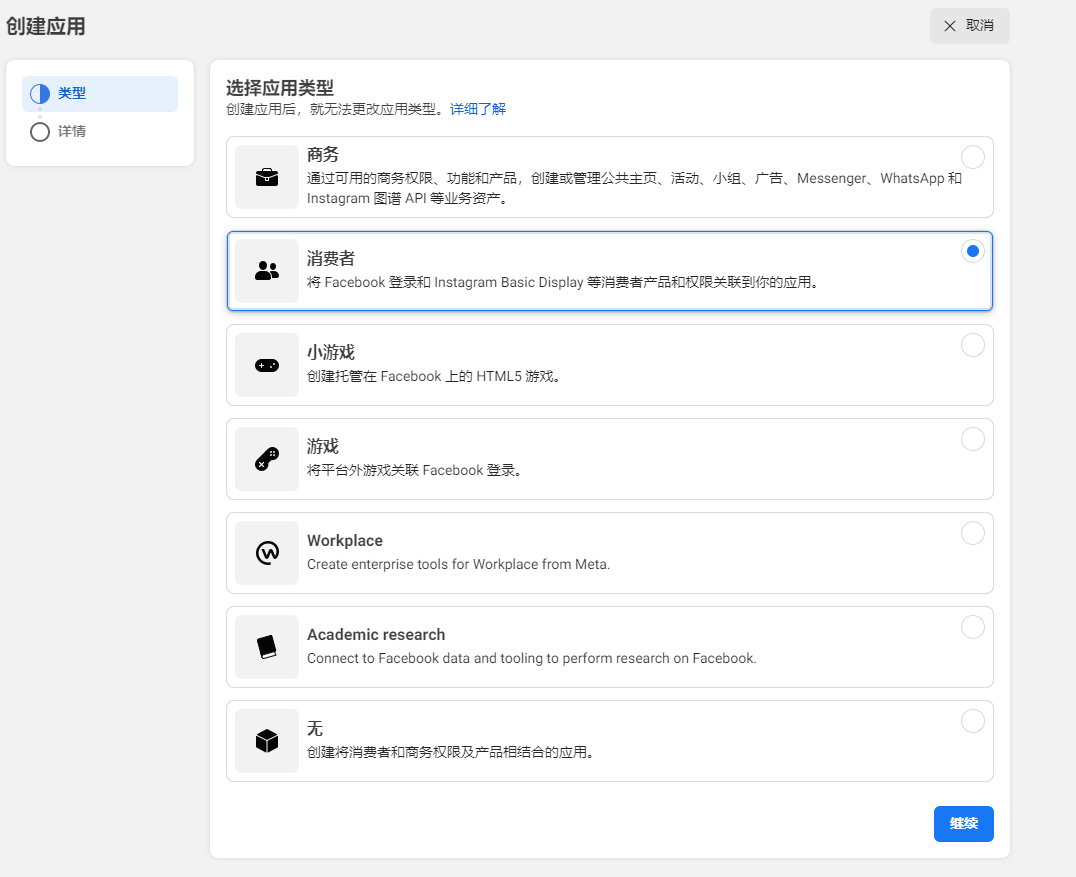 创建应用
取消
类型
详情
选择应用类型
创建应用后，就无法更改应用类型。详细了解
商务
通过可用的商务权限、功能和产品，创建或管理公共主页、活动、小组、广告、Messenger、WhatsApp 和
Instagram 图谱 API 等业务资产。
消费者
将 Facebook 登录和 Instagram Basic Display 等消费者产品和权限关联到你的应用。
小游戏
创建托管在 Facebook 上的 HTML5 游戏。
游戏
将平台外游戏关联 Facebook 登录。
Workplace
Create enterprise tools for Workplace from Meta.
Academic research
Connect to Facebook data and tooling to perform research on Facebook.
无
创建将消费者和商务权限及产品相结合的应用。
继续